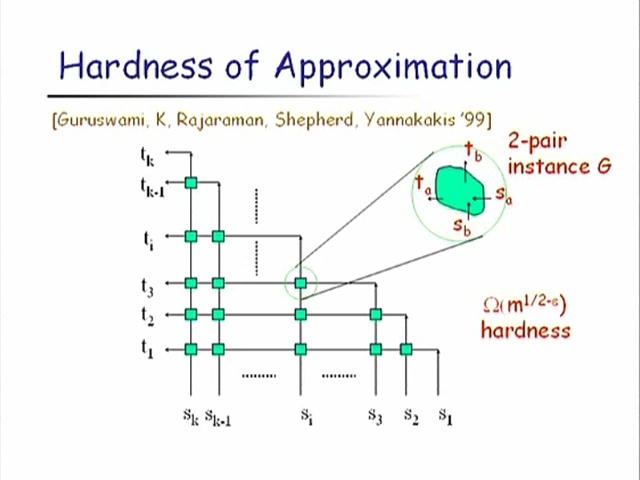 Hardness of Approximation
[Guruswami, K, Rajaraman, Shepherd, Yannakakis '99]
2-pair
instance G
t_k
t_k-1
t_i
t_3
t_2
t_1
t_b
t_a
s_a
s_b
Ω(m^1/2-ε)
hardness
.........
.........
.........
.........
s_k s_k-1 s_i s_3 s_2 s_1